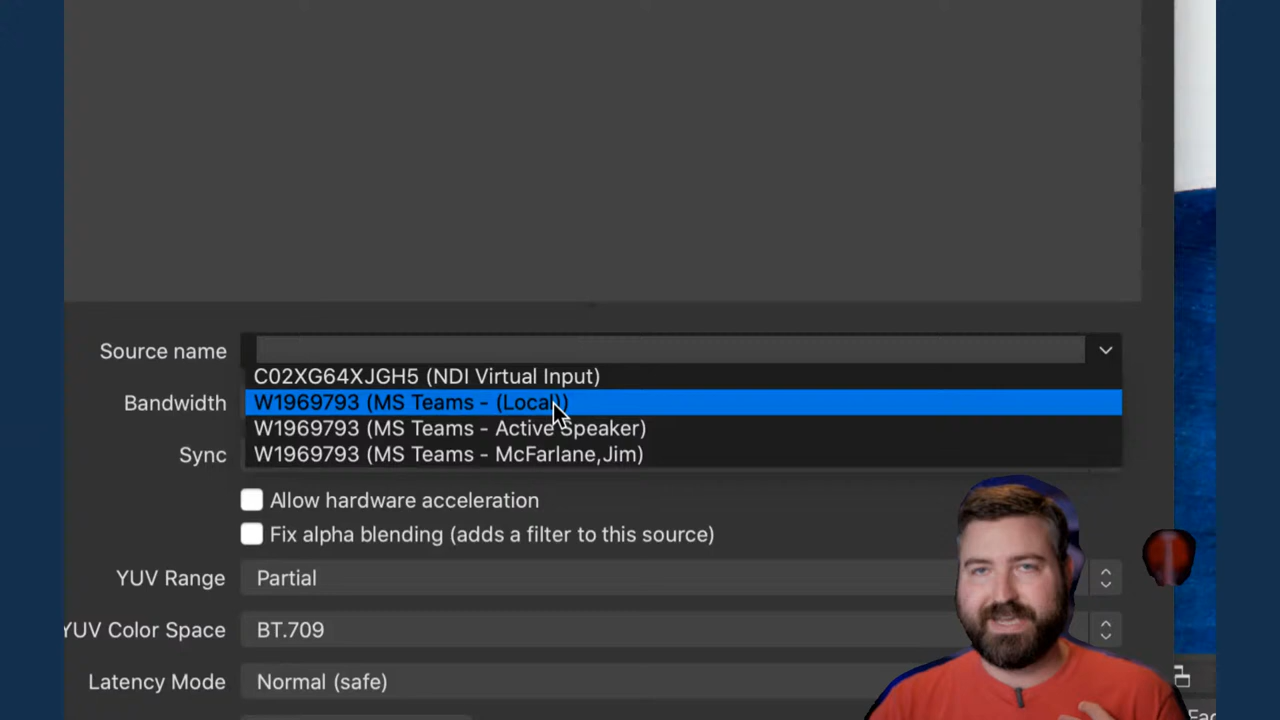 Source name
C02XG64XJGH5 (NDI Virtual Input)
Bandwidth
W1969793 (MS Teams - (Local))
W1969793 (MS Teams - Active Speaker)
Sync
W1969793 (MS Teams - McFarlane,Jim)
Allow hardware acceleration
Fix alpha blending (adds a filter to this source)
YUV Range
Partial
YUV Color Space
BT.709
Latency Mode
Normal (safe)